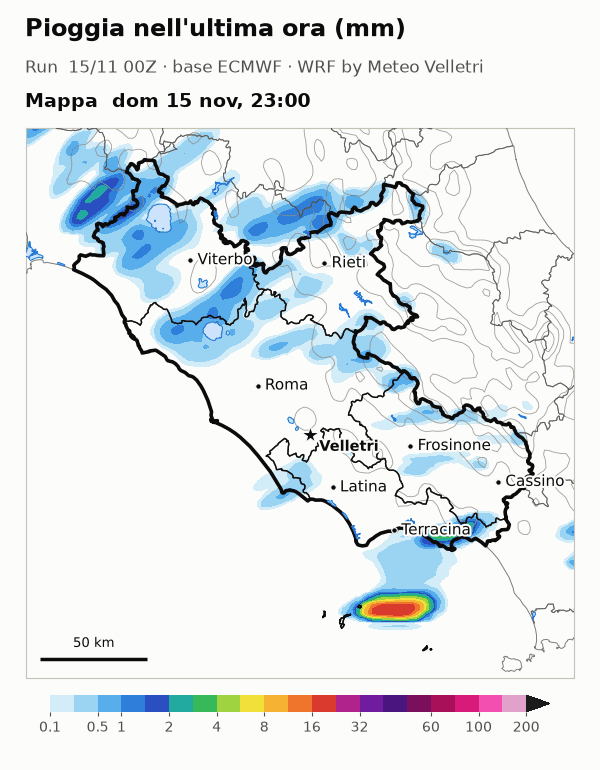 Pioggia nell'ultima ora (mm)
Run 15/11 00Z · base ECMWF · WRF by Meteo Velletri
Mappa dom 15 nov, 23:00
Viterbo
Rieti
Roma
Velletri
Frosinone
Latina
Cassino
Terracina
50 km
0.1 0.5 1 2 4 8 16 32 60 100 200